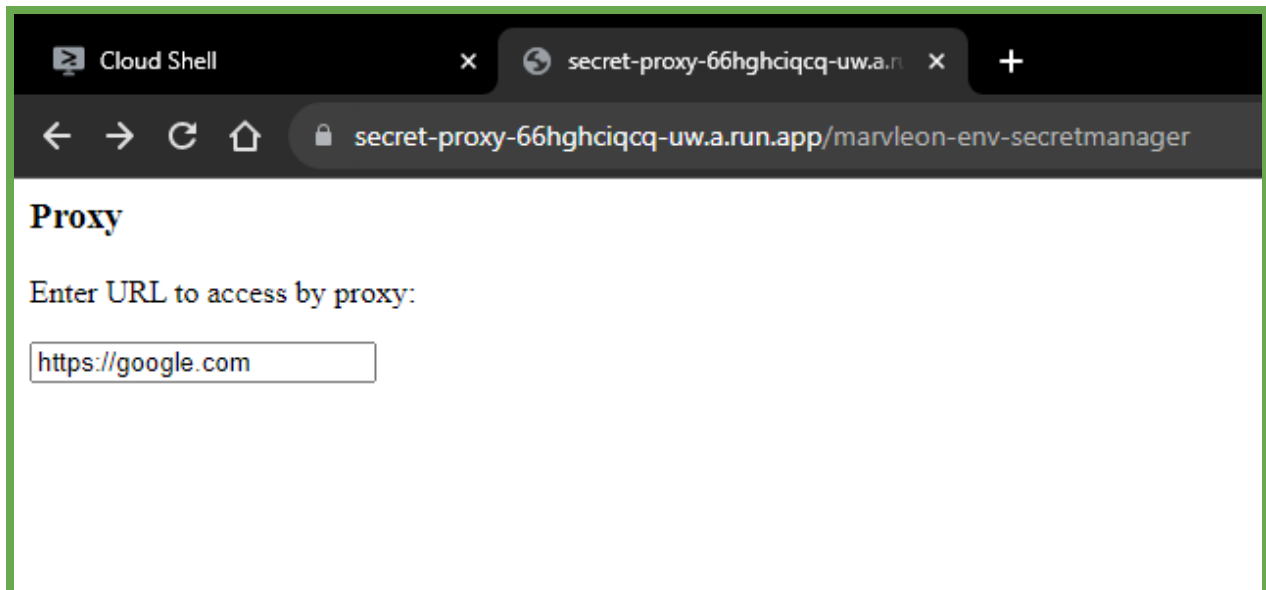 Cloud Shell
secret-proxy-66hghciqcq-uw.a.r
secret-proxy-66hghciqcq-uw.a.run.app/marvleon-env-secretmanager
Proxy
Enter URL to access by proxy:
https://google.com